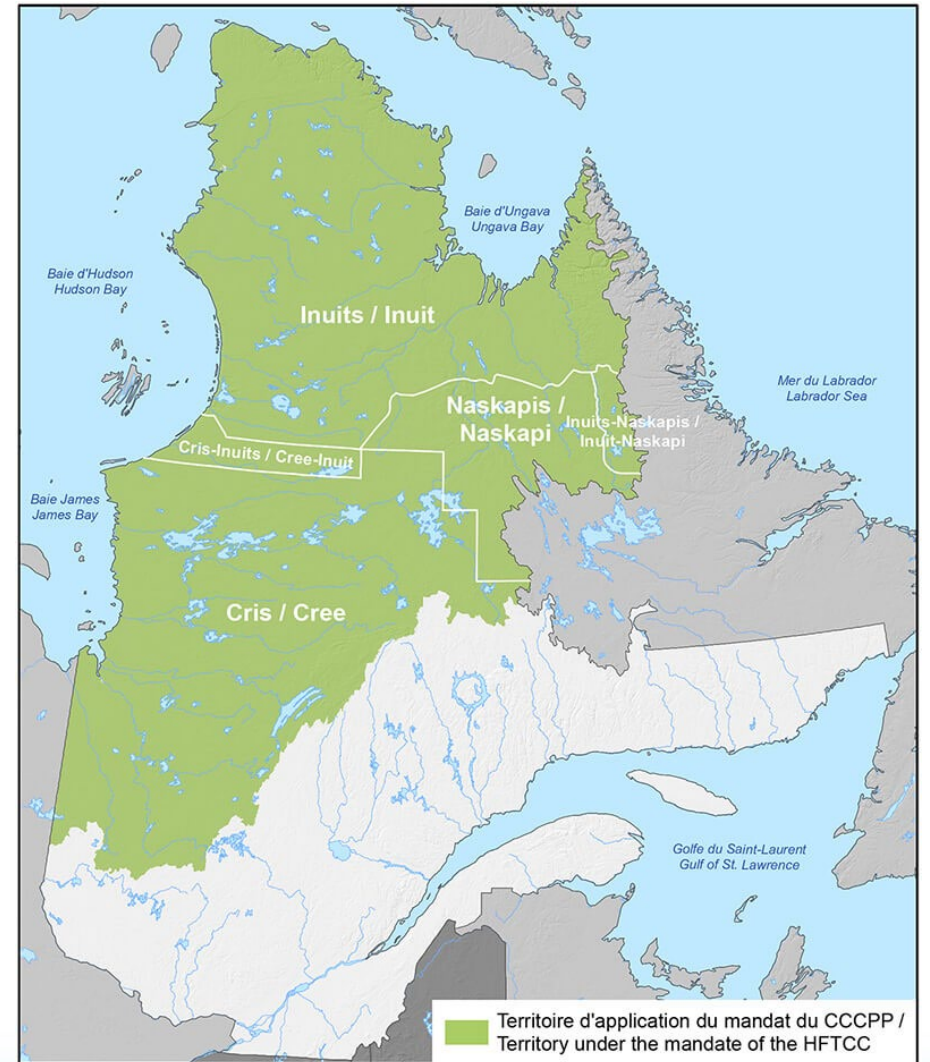 Baie d'Ungava
Ungava Bay
Baie d'Hudson
Hudson Bay
Inuits / Inuit
Mer du Labrador
Labrador Sea
Naskapis /
Naskapi
Inuits-Naskapis /
Inuit-Naskapi
Cris-Inuits / Cree-Inuit
Baie James
James Bay
Cris / Cree
Golfe du Saint-Laurent
Gulf of St. Lawrence
Territoire d'application du mandat du CCCPP /
Territory under the mandate of the HFTCC